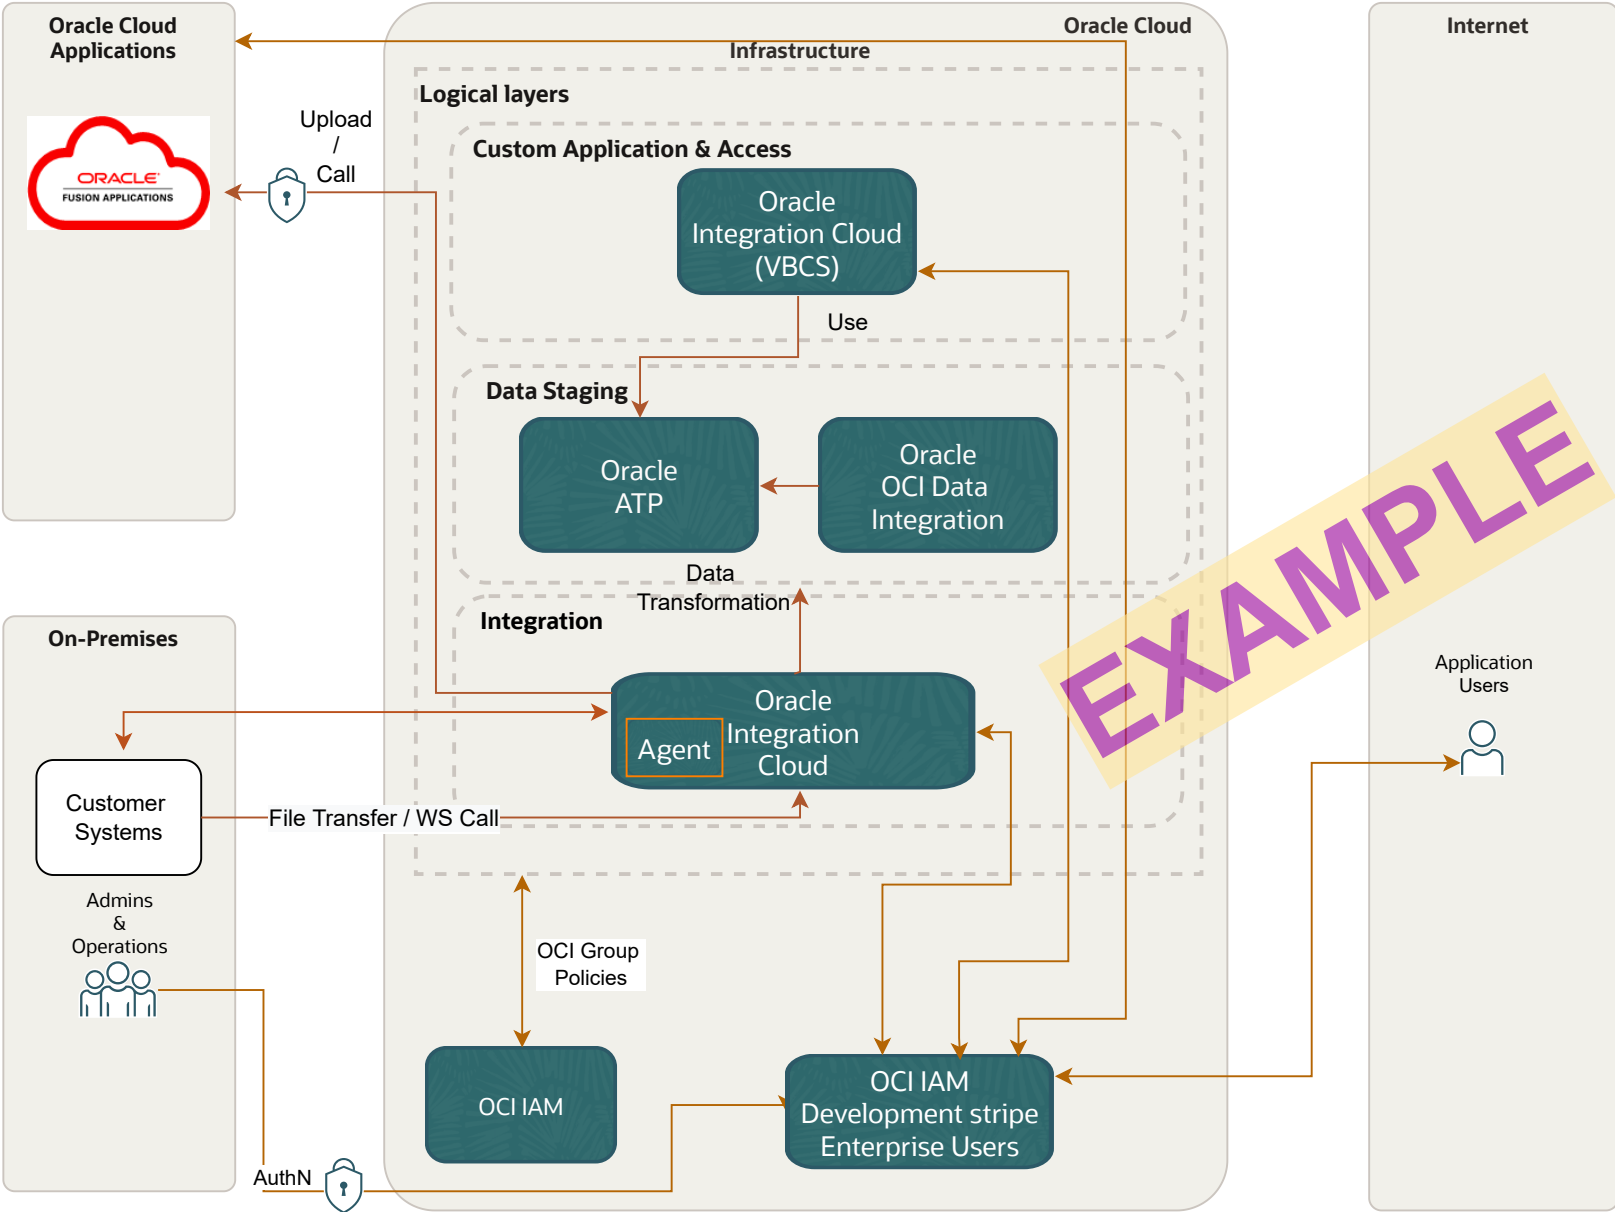 Oracle Cloud
Applications
ORACLE
FUSION APPLICATIONS
Upload
/
Call
Oracle Cloud
Infrastructure
Logical layers
Custom Application & Access
Oracle
Integration Cloud
(VBCS)
Use
Data Staging
Oracle
ATP
Oracle
OCI Data
Integration
Data
Transformation
Integration
Oracle
Integration
Cloud
Agent
On-Premises
Customer
Systems
File Transfer / WS Call
Admins
&
Operations
AuthN
OCI Group
Policies
OCI IAM
OCI IAM
Development stripe
Enterprise Users
Internet
Application
Users
EXAMPLE